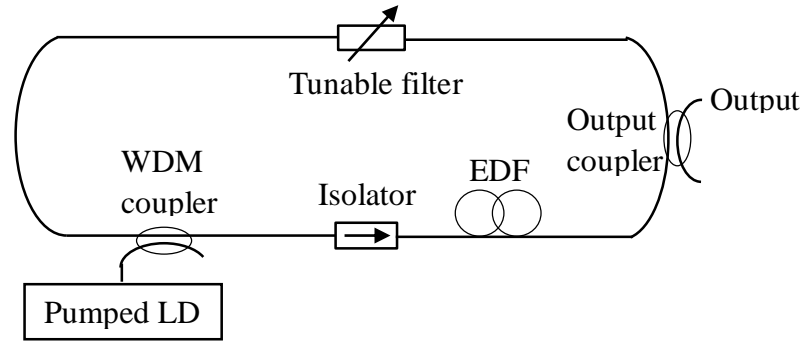 Tunable filter
Output
Output
coupler
WDM
coupler
EDF
Isolator
Pumped LD